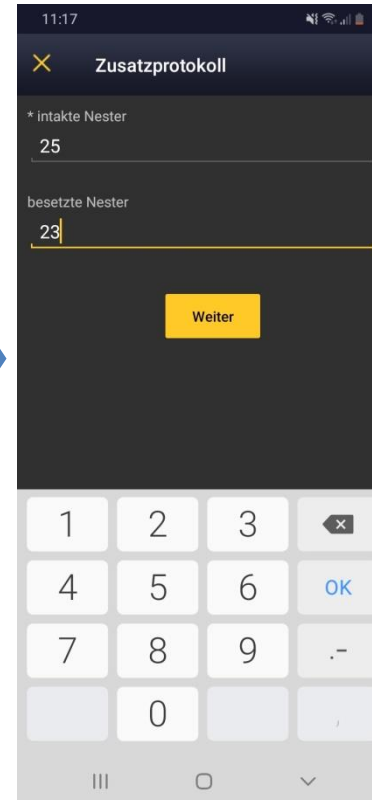 11:17
Zusatzprotokoll
* intakte Nester
25
besetzte Nester
23
Weiter
1 2 3
4 5 6 OK
7 8 9 .-
0 ,